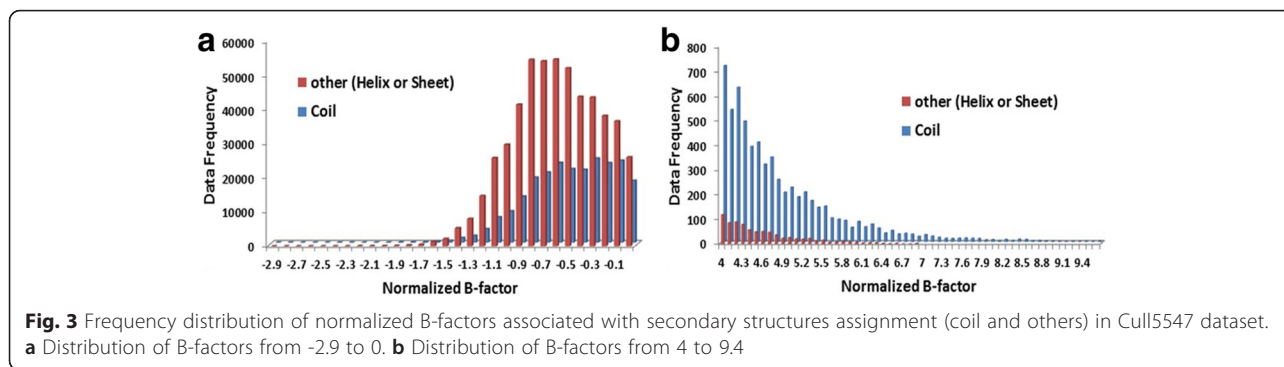 a
60000
50000
40000
30000
20000
10000
0
Data Frequency
other (Helix or Sheet)
Coil
-2.9 -2.7 -2.5 -2.3 -2.1 -1.9 -1.7 -1.5 -1.3 -1.1 -0.9 -0.7 -0.5 -0.3 -0.1
Normalized B-factor
b
800
700
600
500
400
300
200
100
0
Data Frequency
other (Helix or Sheet)
Coil
4 4.3 4.6 4.9 5.2 5.5 5.8 6.1 6.4 6.7 7 7.3 7.6 7.9 8.2 8.5 8.8 9.1 9.4
Normalized B-factor
Fig. 3 Frequency distribution of normalized B-factors associated with secondary structures assignment (coil and others) in Cull5547 dataset.
a Distribution of B-factors from -2.9 to 0. b Distribution of B-factors from 4 to 9.4